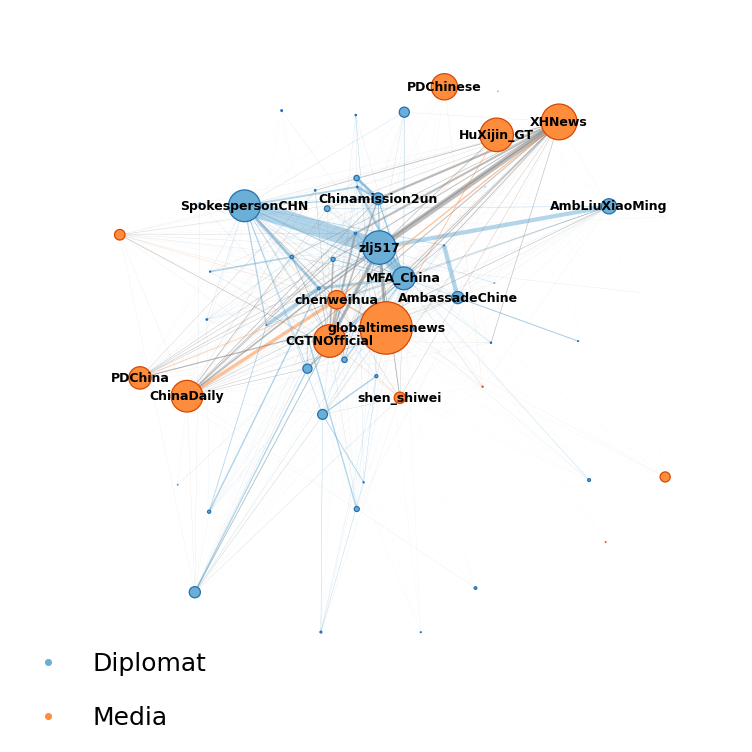 PDChinese
XHNews
HuXijin_GT
Chinamission2un
SpokespersonCHN
AmbLiuXiaoMing
zlj517
MFA_China
chenweihua
AmbassadeChine
globaltimesnews
CGTNOfficial
PDChina
ChinaDaily
shen_shiwei
Diplomat
Media